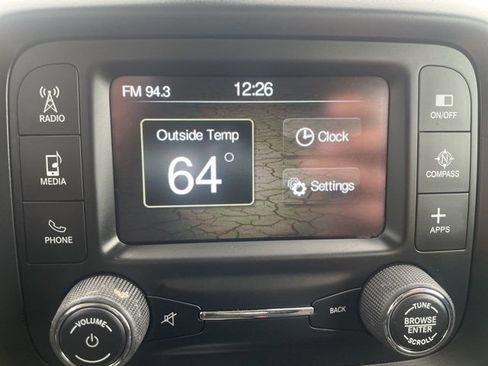 FM 94.3
12:26
RADIO
MEDIA
PHONE
Outside Temp
64°
Clock
Settings
ON/OFF
N
COMPASS
APPS
VOLUME
BACK
TUNE
BROWSE
ENTER
SCROLL